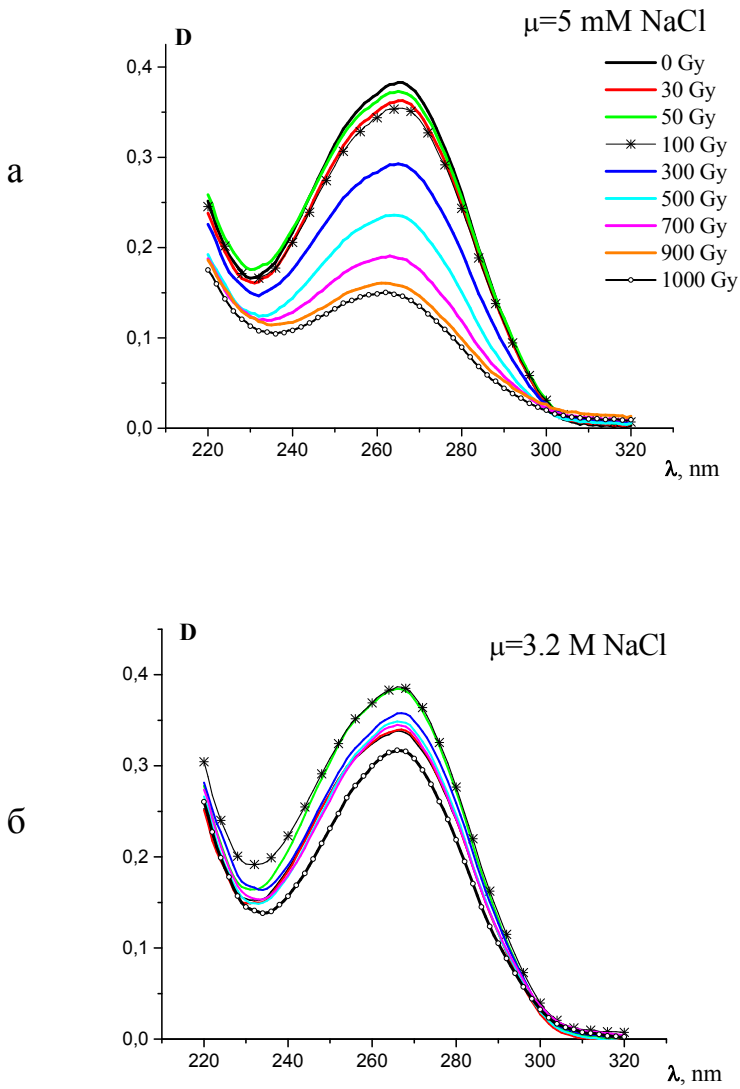 μ=5 mM NaCl
D
0,4
0,3
0,2
0,1
0,0
0 Gy
30 Gy
50 Gy
100 Gy
300 Gy
500 Gy
700 Gy
900 Gy
1000 Gy
а
220 240 260 280 300 320
λ, nm
μ=3.2 M NaCl
D
0,4
0,3
0,2
0,1
0,0
б
220 240 260 280 300 320
λ, nm